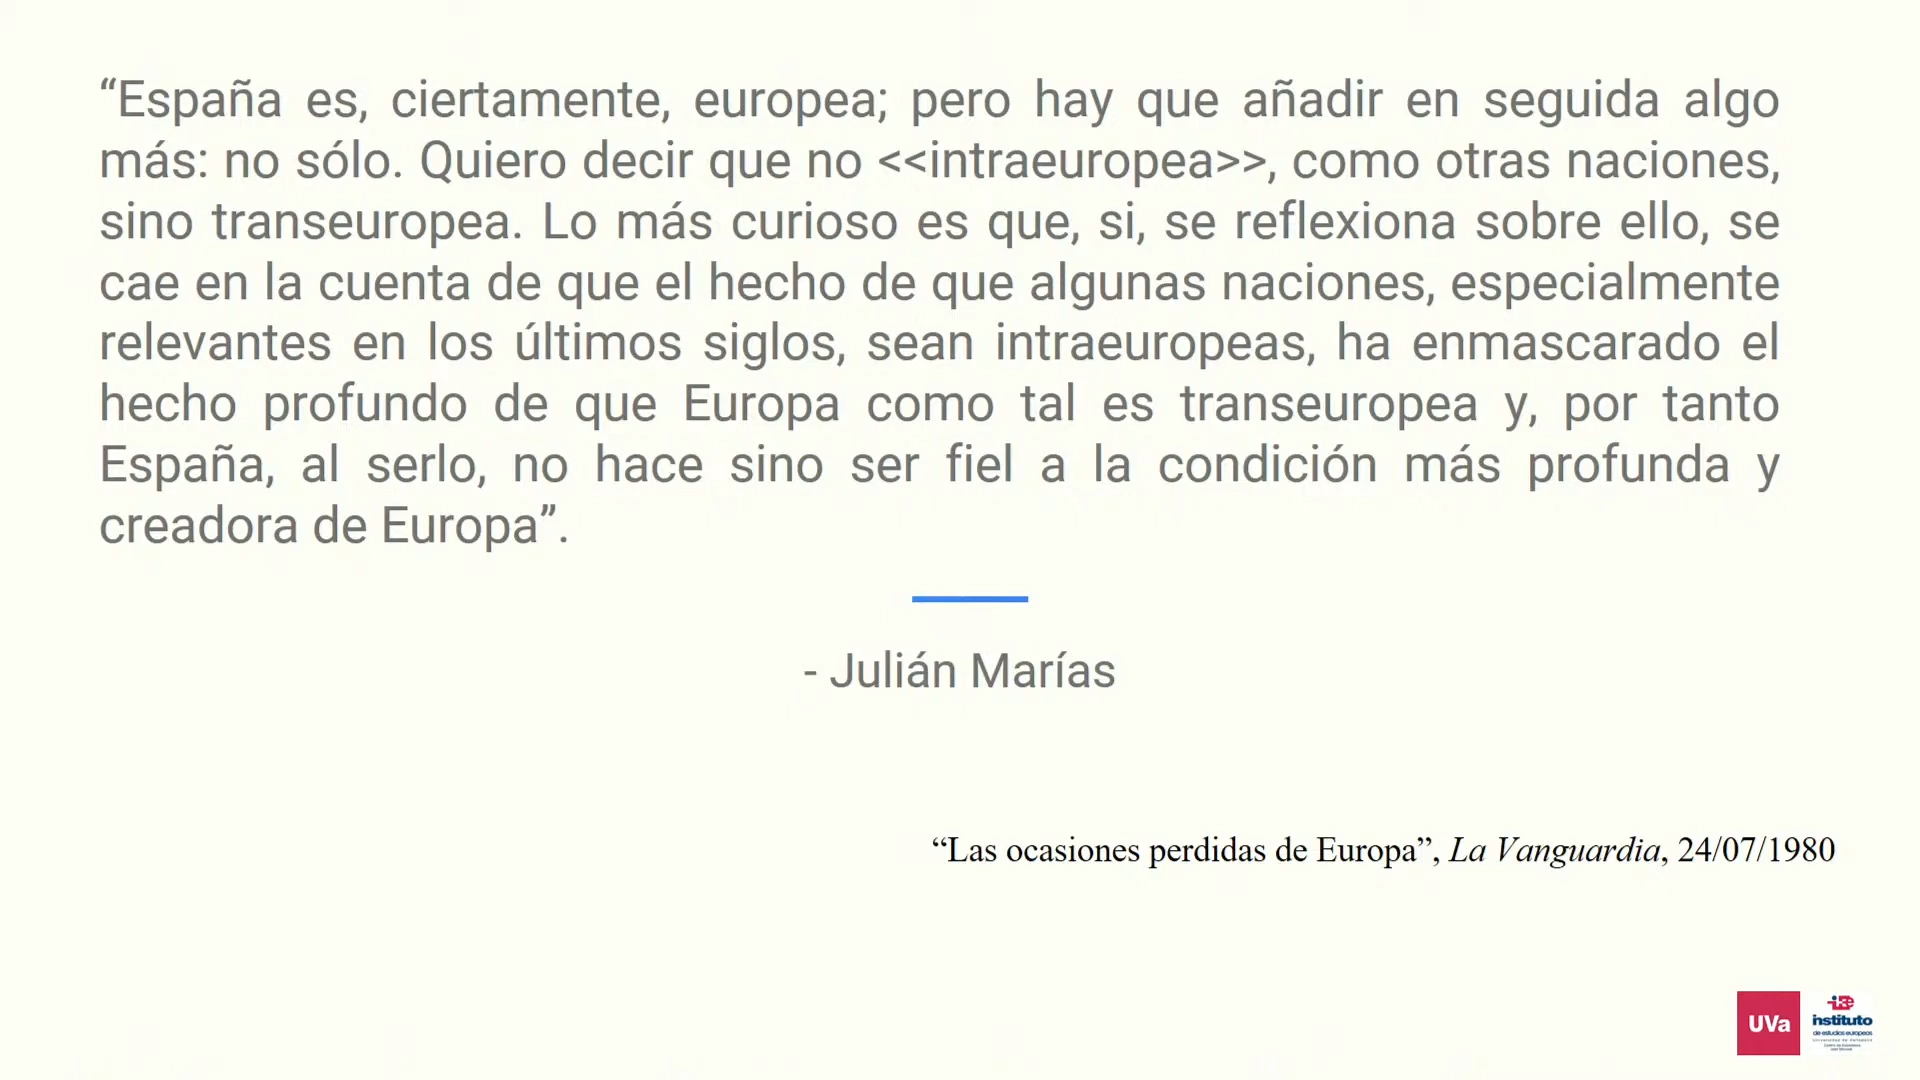 “España es, ciertamente, europea; pero hay que añadir en seguida algo
más: no sólo. Quiero decir que no <<intraeuropea>>, como otras naciones,
sino transeuropea. Lo más curioso es que, si, se reflexiona sobre ello, se
cae en la cuenta de que el hecho de que algunas naciones, especialmente
relevantes en los últimos siglos, sean intraeuropeas, ha enmascarado el
hecho profundo de que Europa como tal es transeuropea y, por tanto
España, al serlo, no hace sino ser fiel a la condición más profunda y
creadora de Europa”.
- Julián Marías
“Las ocasiones perdidas de Europa”, La Vanguardia, 24/07/1980
UVa
instituto
de estudios europeos